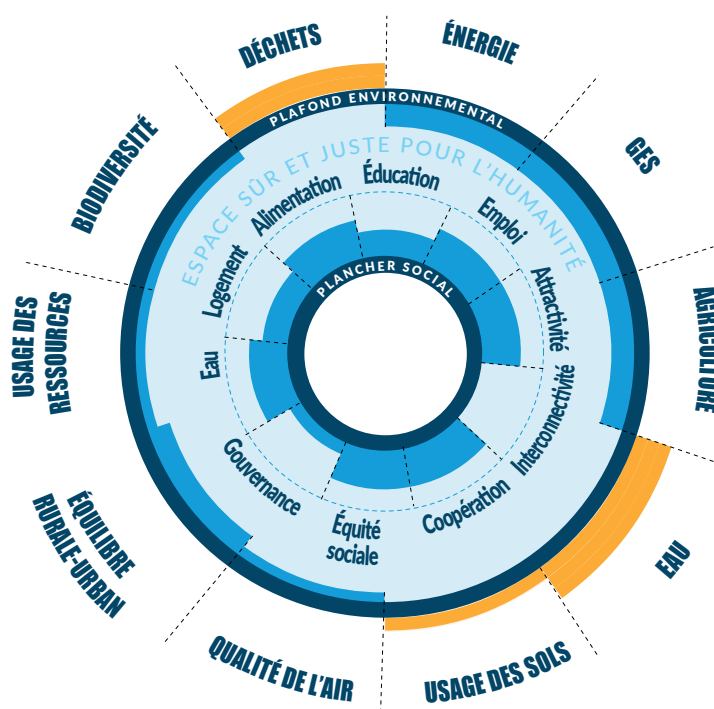 DÉCHETS
ÉNERGIE
GES
AGRICULTURE
EAU
USAGE DES SOLS
QUALITÉ DE L'AIR
ÉQUILIBRE
RURALE-URBAN
USAGE DES
RESSOURCES
BIODIVERSITÉ
PLAFOND ENVIRONNEMENTAL
ESPACE SÛR ET JUSTE POUR L'HUMANITÉ
Éducation
Emploi
Attractivité
Interconnectivité
Coopération
Équité
sociale
Gouvernance
Eau
Logement
Alimentation
PLANCHER SOCIAL